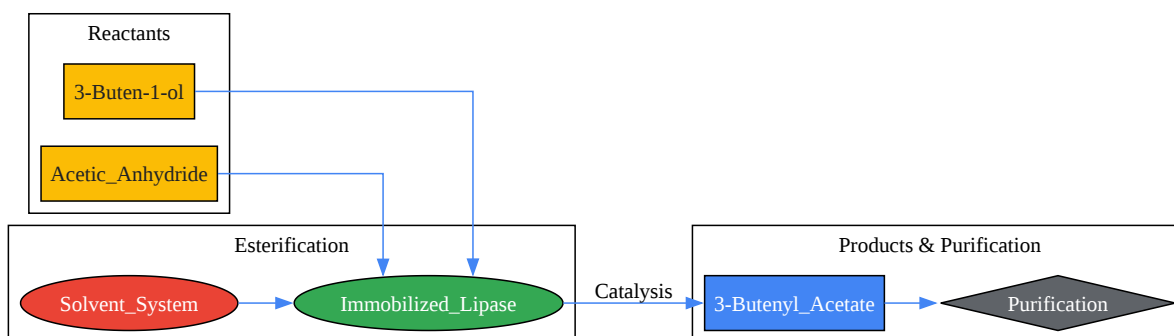 Reactants
3-Buten-1-ol
Acetic_Anhydride
Esterification
Solvent_System
Immobilized_Lipase
Catalysis
Products & Purification
3-Butenyl_Acetate
Purification